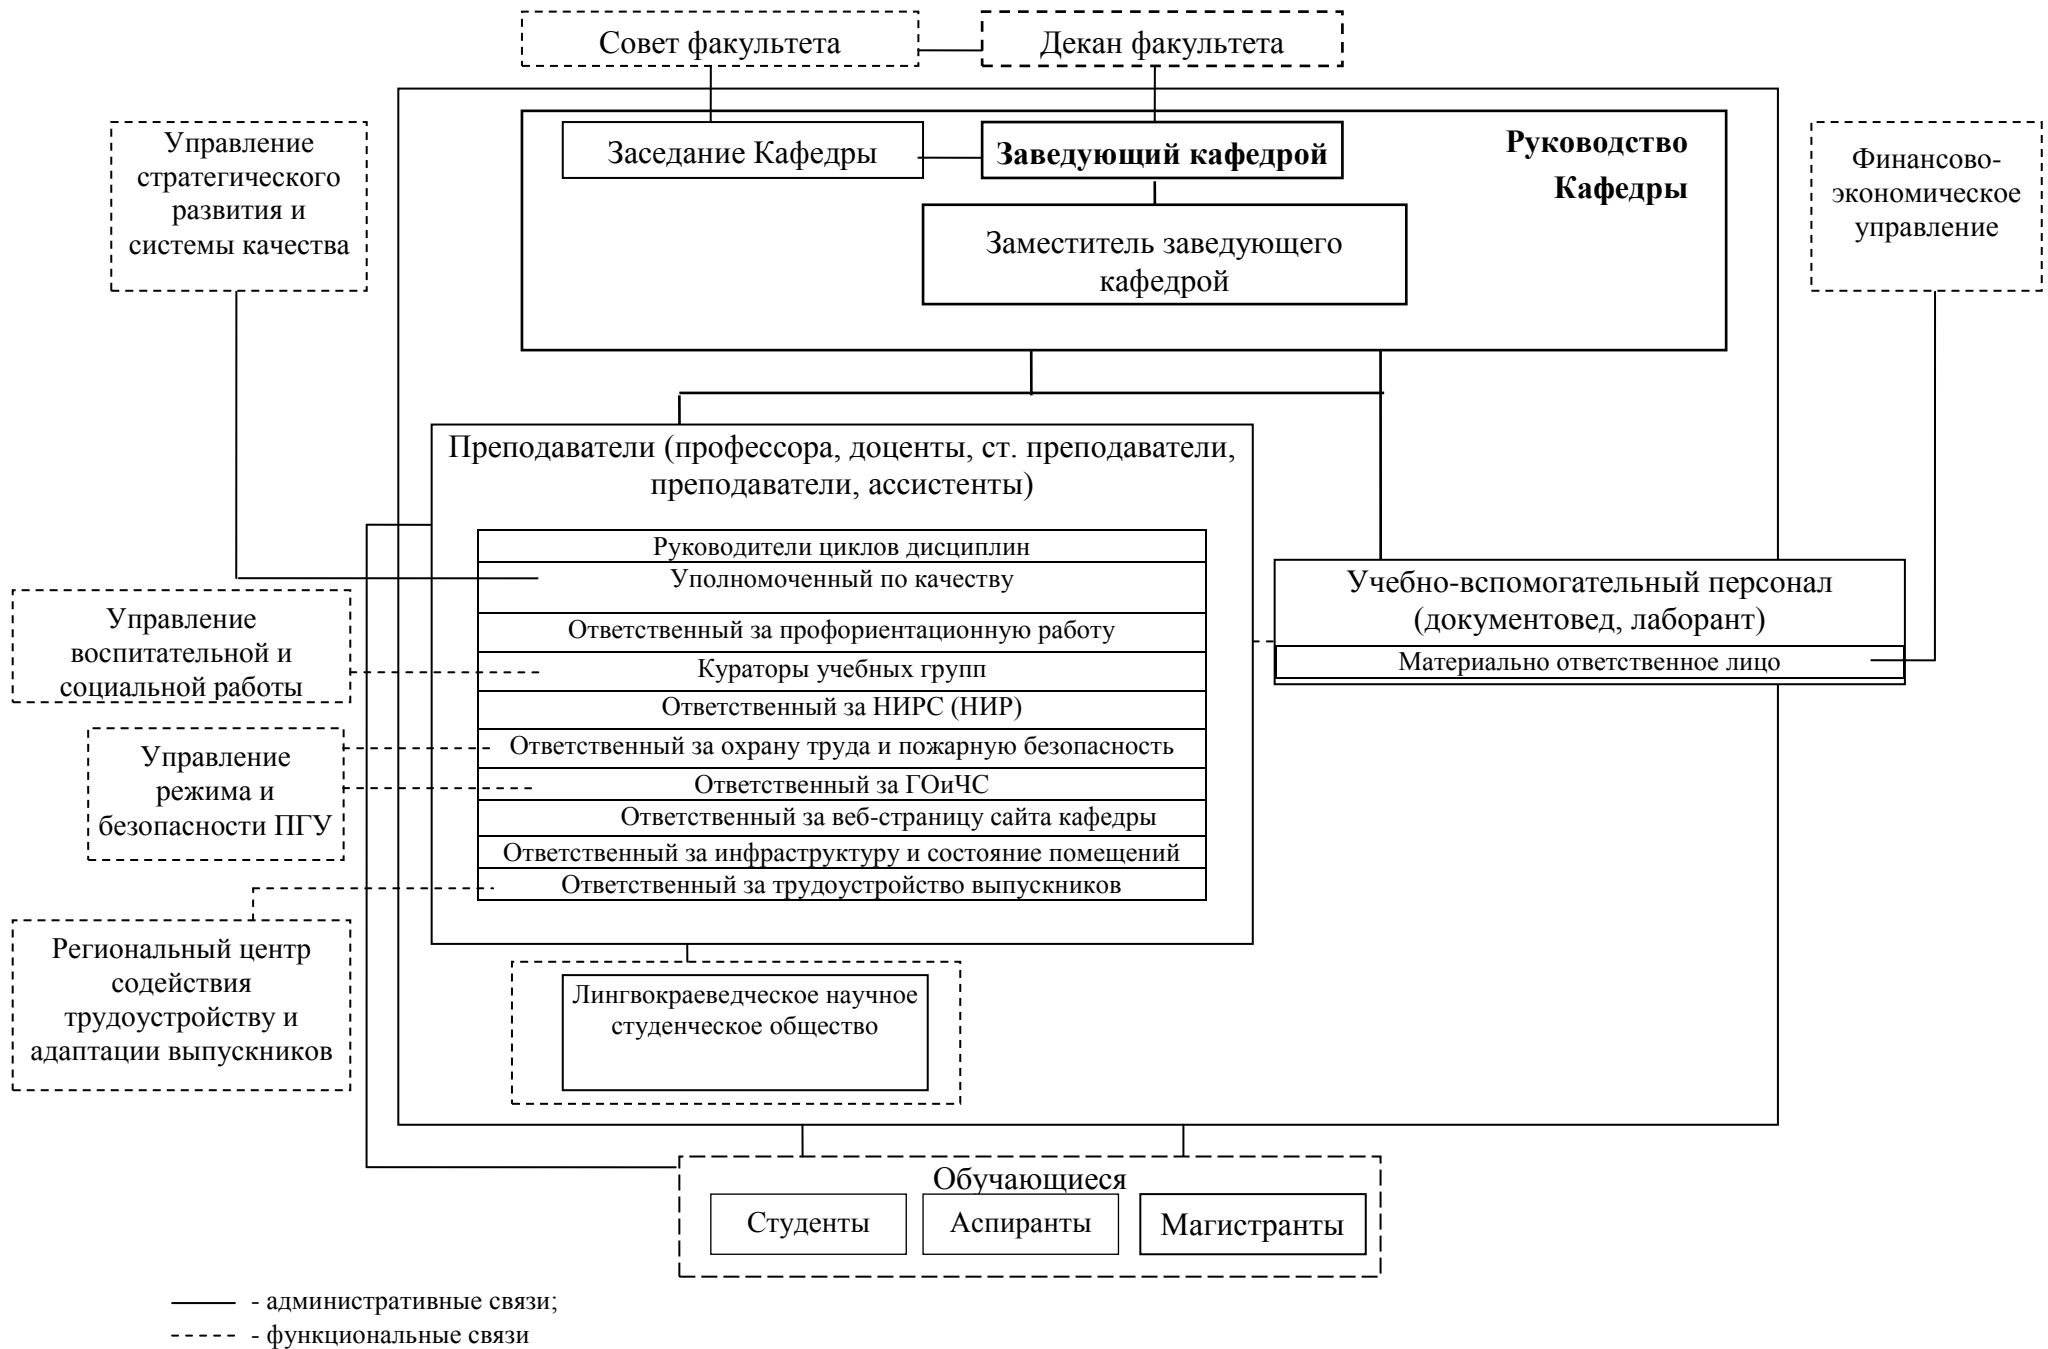 Совет факультета
Декан факультета
Управление
стратегического
развития и
системы качества
Заседание Кафедры
Заведующий кафедрой
Руководство
Кафедры
Заместитель заведующего
кафедрой
Финансово-
экономическое
управление
Преподаватели (профессора, доценты, ст. преподаватели,
преподаватели, ассистенты)
Руководители циклов дисциплин
Уполномоченный по качеству
Ответственный за профориентационную работу
Кураторы учебных групп
Ответственный за НИРС (НИР)
Ответственный за охрану труда и пожарную безопасность
Ответственный за ГОиЧС
Ответственный за веб-страницу сайта кафедры
Ответственный за инфраструктуру и состояние помещений
Ответственный за трудоустройство выпускников
Учебно-вспомогательный персонал
(документовед, лаборант)
Материально ответственное лицо
Управление
воспитательной и
социальной работы
Управление
режима и
безопасности ПГУ
Региональный центр
содействия
трудоустройству и
адаптации выпускников
Лингвокраеведческое научное
студенческое общество
Обучающиеся
Студенты
Аспиранты
Магистранты
- административные связи;
- функциональные связи